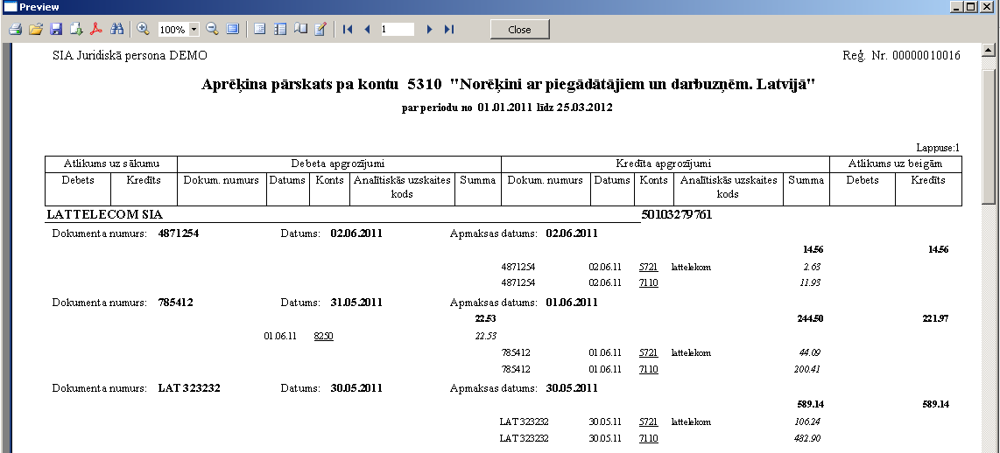 Preview
100% 1 Close
SIA Juridiskā persona DEMO Reģ. Nr. 00000010016
Aprēķina pārskats pa kontu 5310 "Norēķini ar piegādātājiem un darbuzņēm. Latvijā"
par periodu no 01.01.2011 līdz 25.03.2012
Lappuse:1
Atlikums uz sākumu Debeta apgrozījumi Kredīta apgrozījumi Atlikums uz beigām
Debets Kredīts Dokum. numurs Datums Konts Analītiskās uzskaites kods Summa Dokum. numurs Datums Konts Analītiskās uzskaites kods Summa Debets Kredīts
LATTELECOM SIA 50103279761
Dokumenta numurs: 4871254 Datums: 02.06.2011 Apmaksas datums: 02.06.2011
14.56 14.56
4871254 02.06.11 5721 lattelekom 2.63
4871254 02.06.11 7110 11.93
Dokumenta numurs: 785412 Datums: 31.05.2011 Apmaksas datums: 01.06.2011
22.53 244.50 221.97
01.06.11 8250 22.53
785412 01.06.11 5721 lattelekom 44.09
785412 01.06.11 7110 200.41
Dokumenta numurs: LAT 323232 Datums: 30.05.2011 Apmaksas datums: 30.05.2011
589.14 589.14
LAT 323232 30.05.11 5721 lattelekom 106.24
LAT 323232 30.05.11 7110 482.90